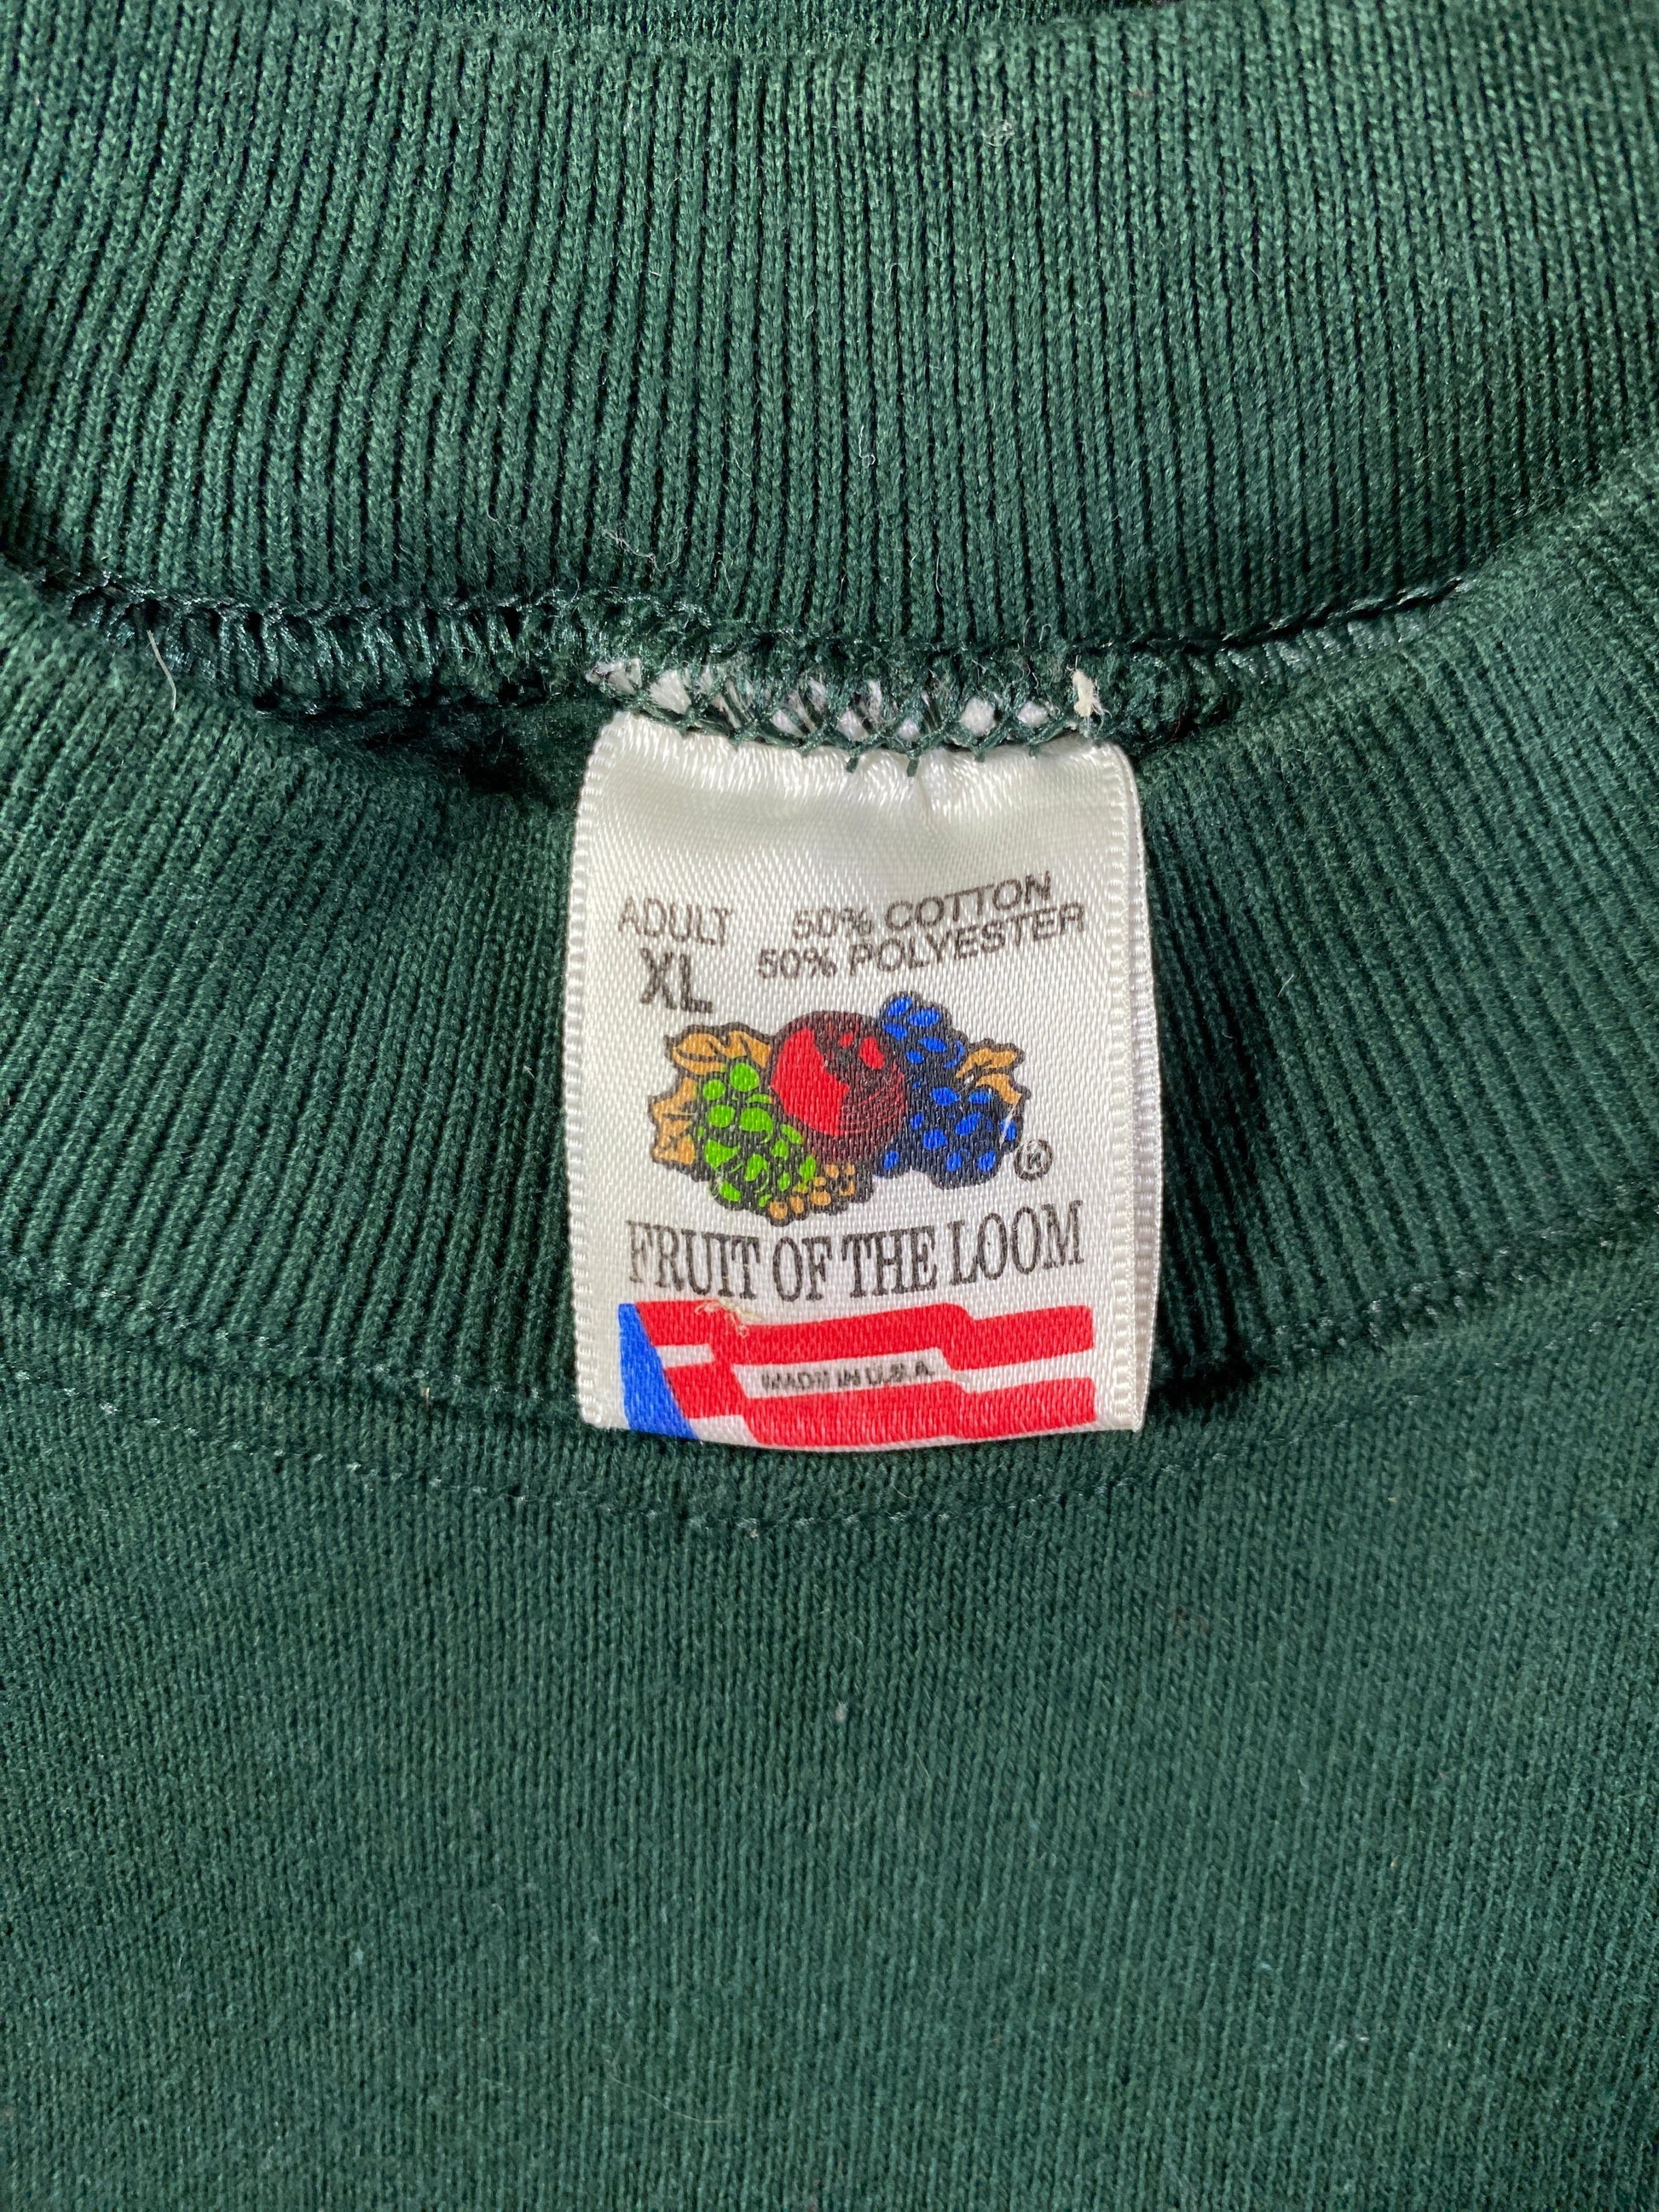 ADULT
XL
50% COTTON
50% POLYESTER
®
FRUIT OF THE LOOM
MADE IN U.S.A.